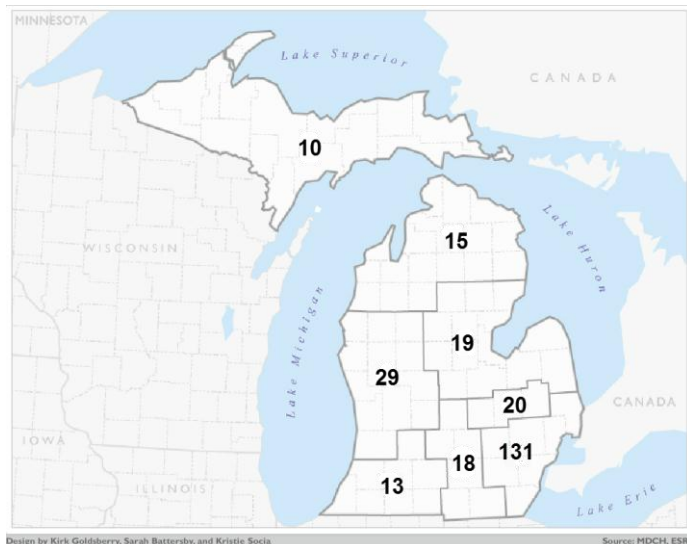 MINNESOTA
Lake Superior
CANADA
10
Lake Huron
15
WISCONSIN
Lake Michigan
19
29
20
CANADA
IOWA
131
18
13
ILLINOIS
Lake Erie
Design by Kirk Goldsberry, Sarah Battersby, and Kristie Socia
Source: MDCH, ESR